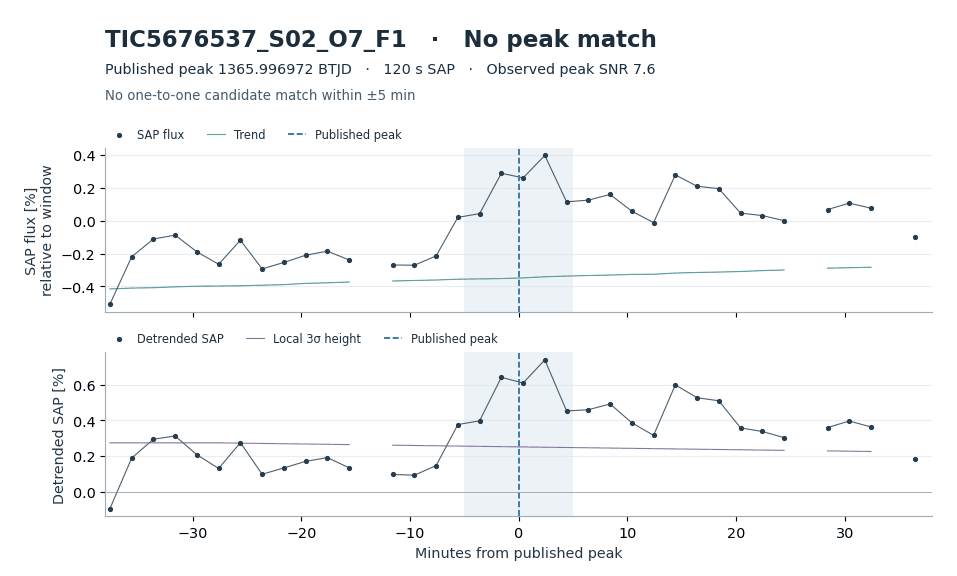 TIC5676537_S02_O7_F1 · No peak match
Published peak 1365.996972 BTJD · 120 s SAP · Observed peak SNR 7.6
No one-to-one candidate match within ±5 min
SAP flux Trend Published peak
SAP flux [%]
relative to window
0.4
0.2
0.0
−0.2
−0.4
Detrended SAP Local 3σ height Published peak
Detrended SAP [%]
0.6
0.4
0.2
0.0
−30 −20 −10 0 10 20 30
Minutes from published peak